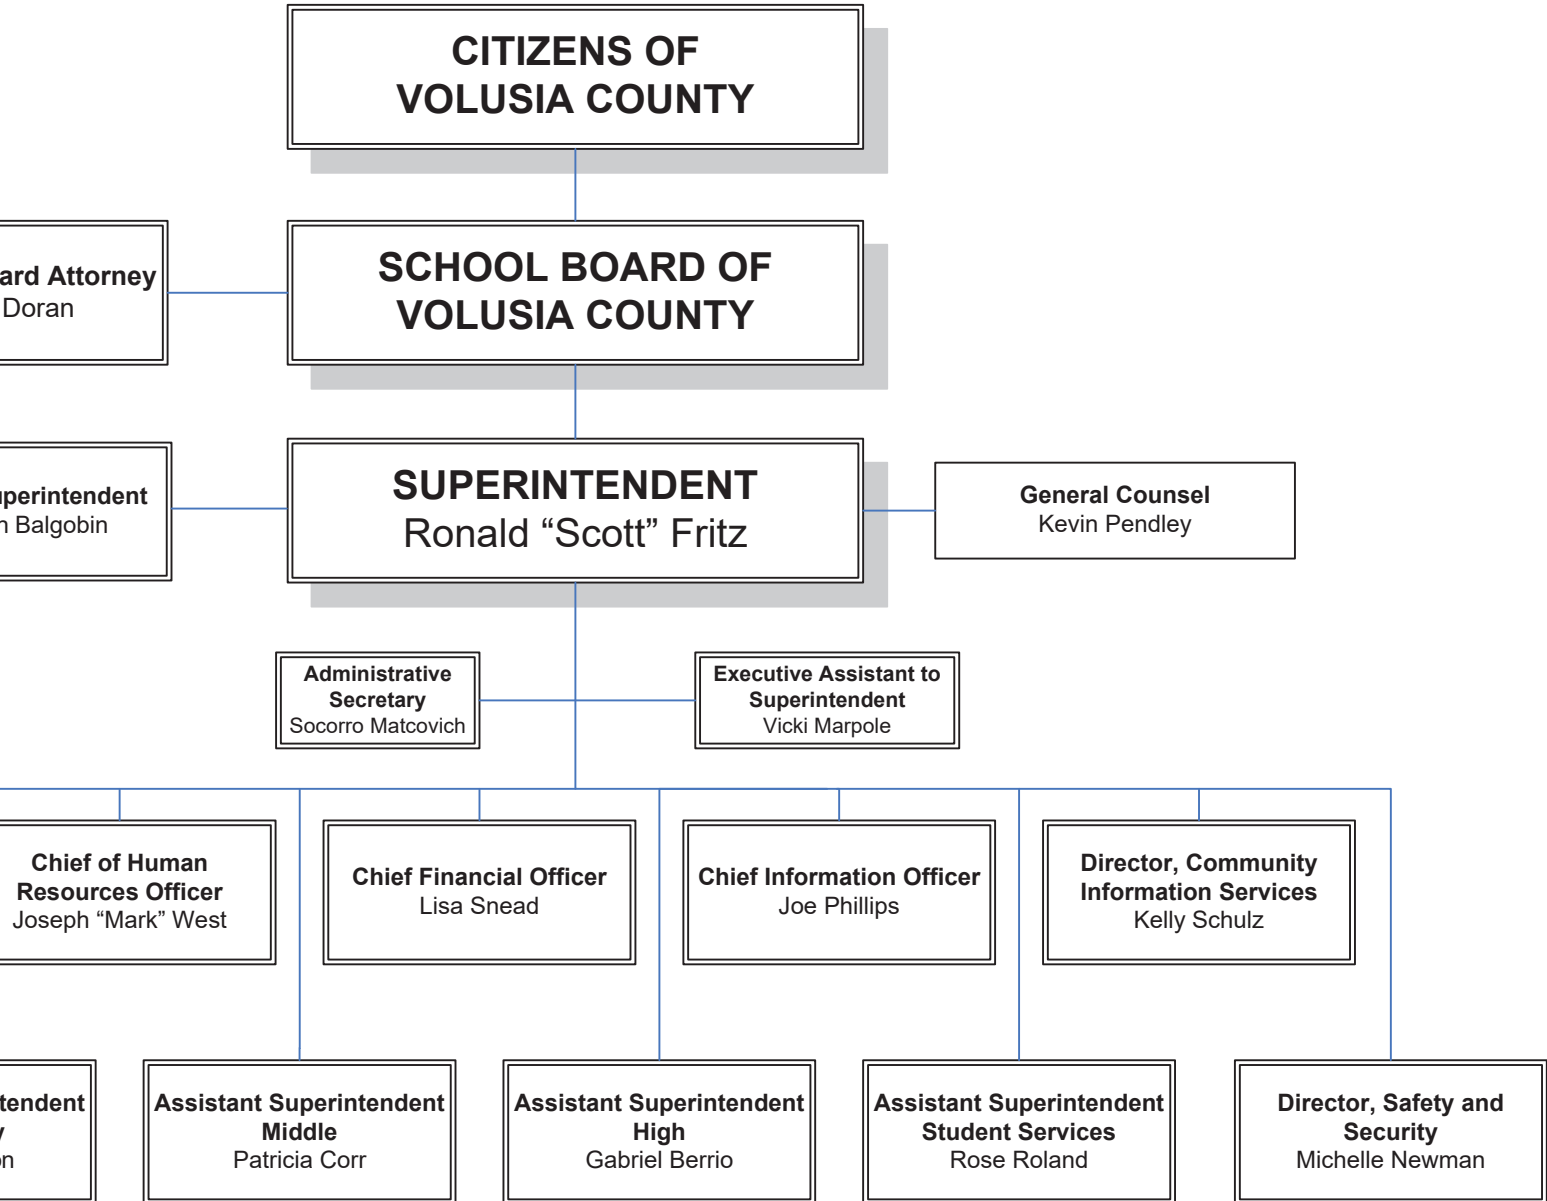 CITIZENS OF
VOLUSIA COUNTY
Attorney
Doran
SCHOOL BOARD OF
VOLUSIA COUNTY
Balgobin
SUPERINTENDENT
Ronald “Scott” Fritz
General Counsel
Kevin Pendley
Administrative
Secretary
Socorro Matcovich
Executive Assistant to
Superintendent
Vicki Marpole
Chief of Human
Resources Officer
Joseph “Mark” West
Chief Financial Officer
Lisa Snead
Chief Information Officer
Joe Phillips
Director, Community
Information Services
Kelly Schulz
Assistant Superintendent
Middle
Patricia Corr
Assistant Superintendent
High
Gabriel Berrio
Assistant Superintendent
Student Services
Rose Roland
Director, Safety and
Security
Michelle Newman